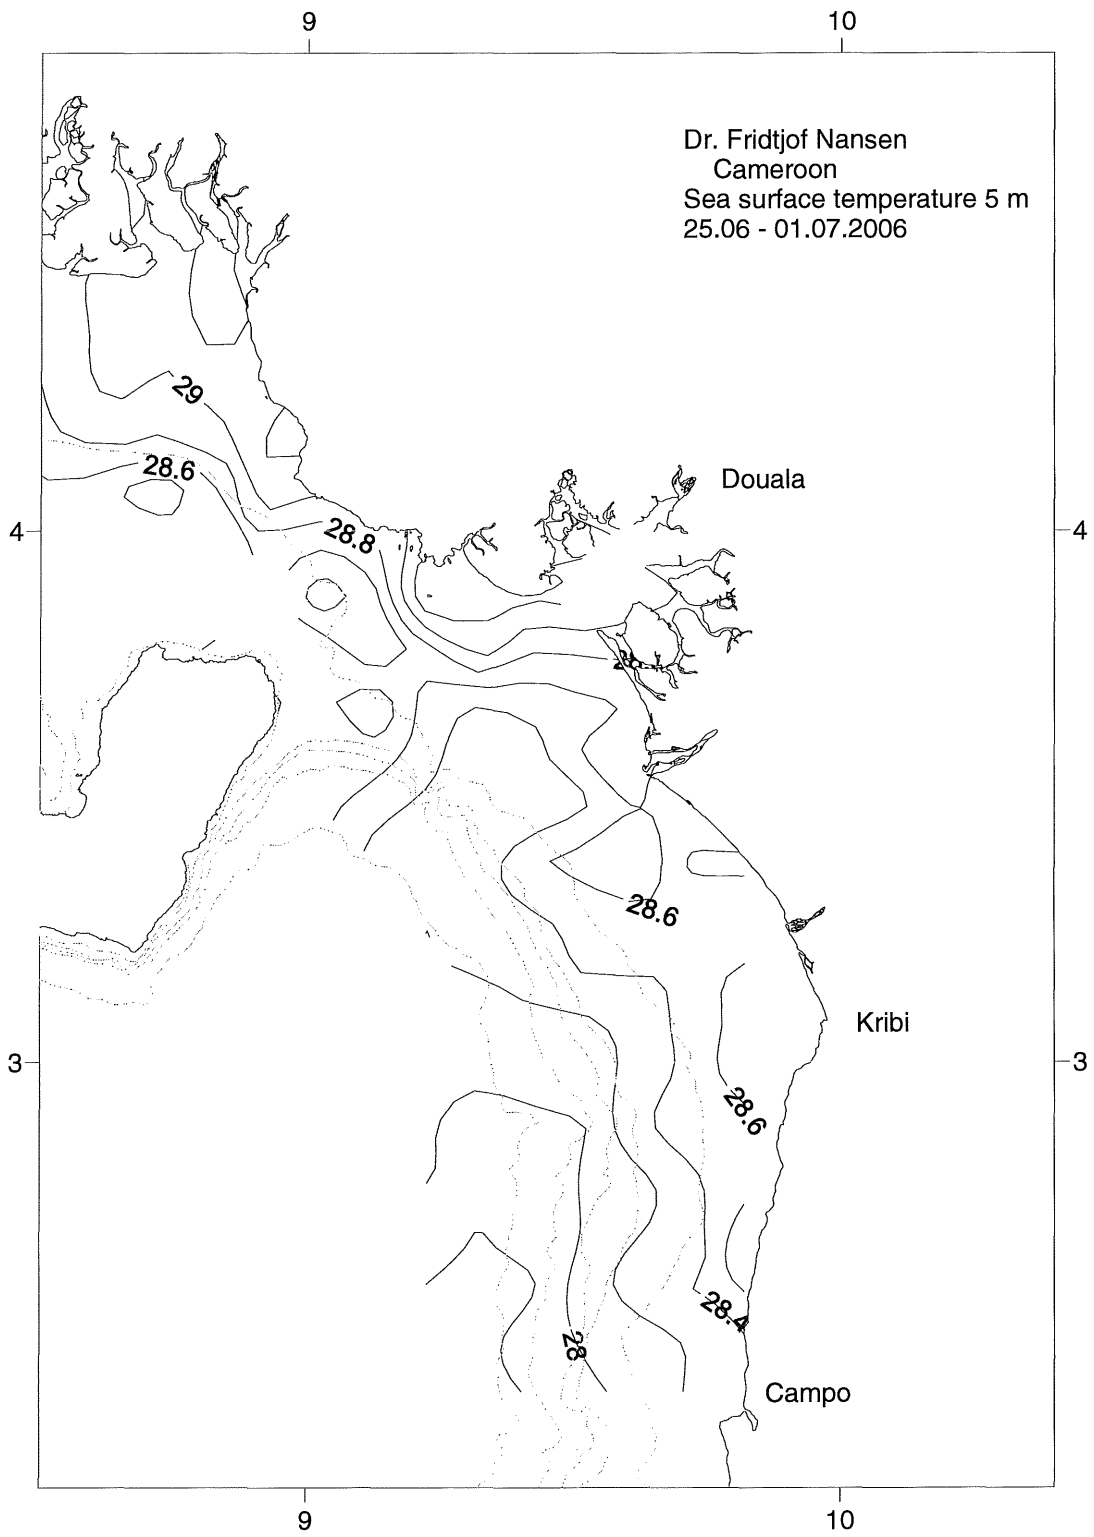 9 10
Dr. Fridtjof Nansen
Cameroon
Sea surface temperature 5 m
25.06 - 01.07.2006
29
28.6
Douala
4 28.8 4
28.6
Kribi
3 3
28.6
28.4
28
Campo
9 10